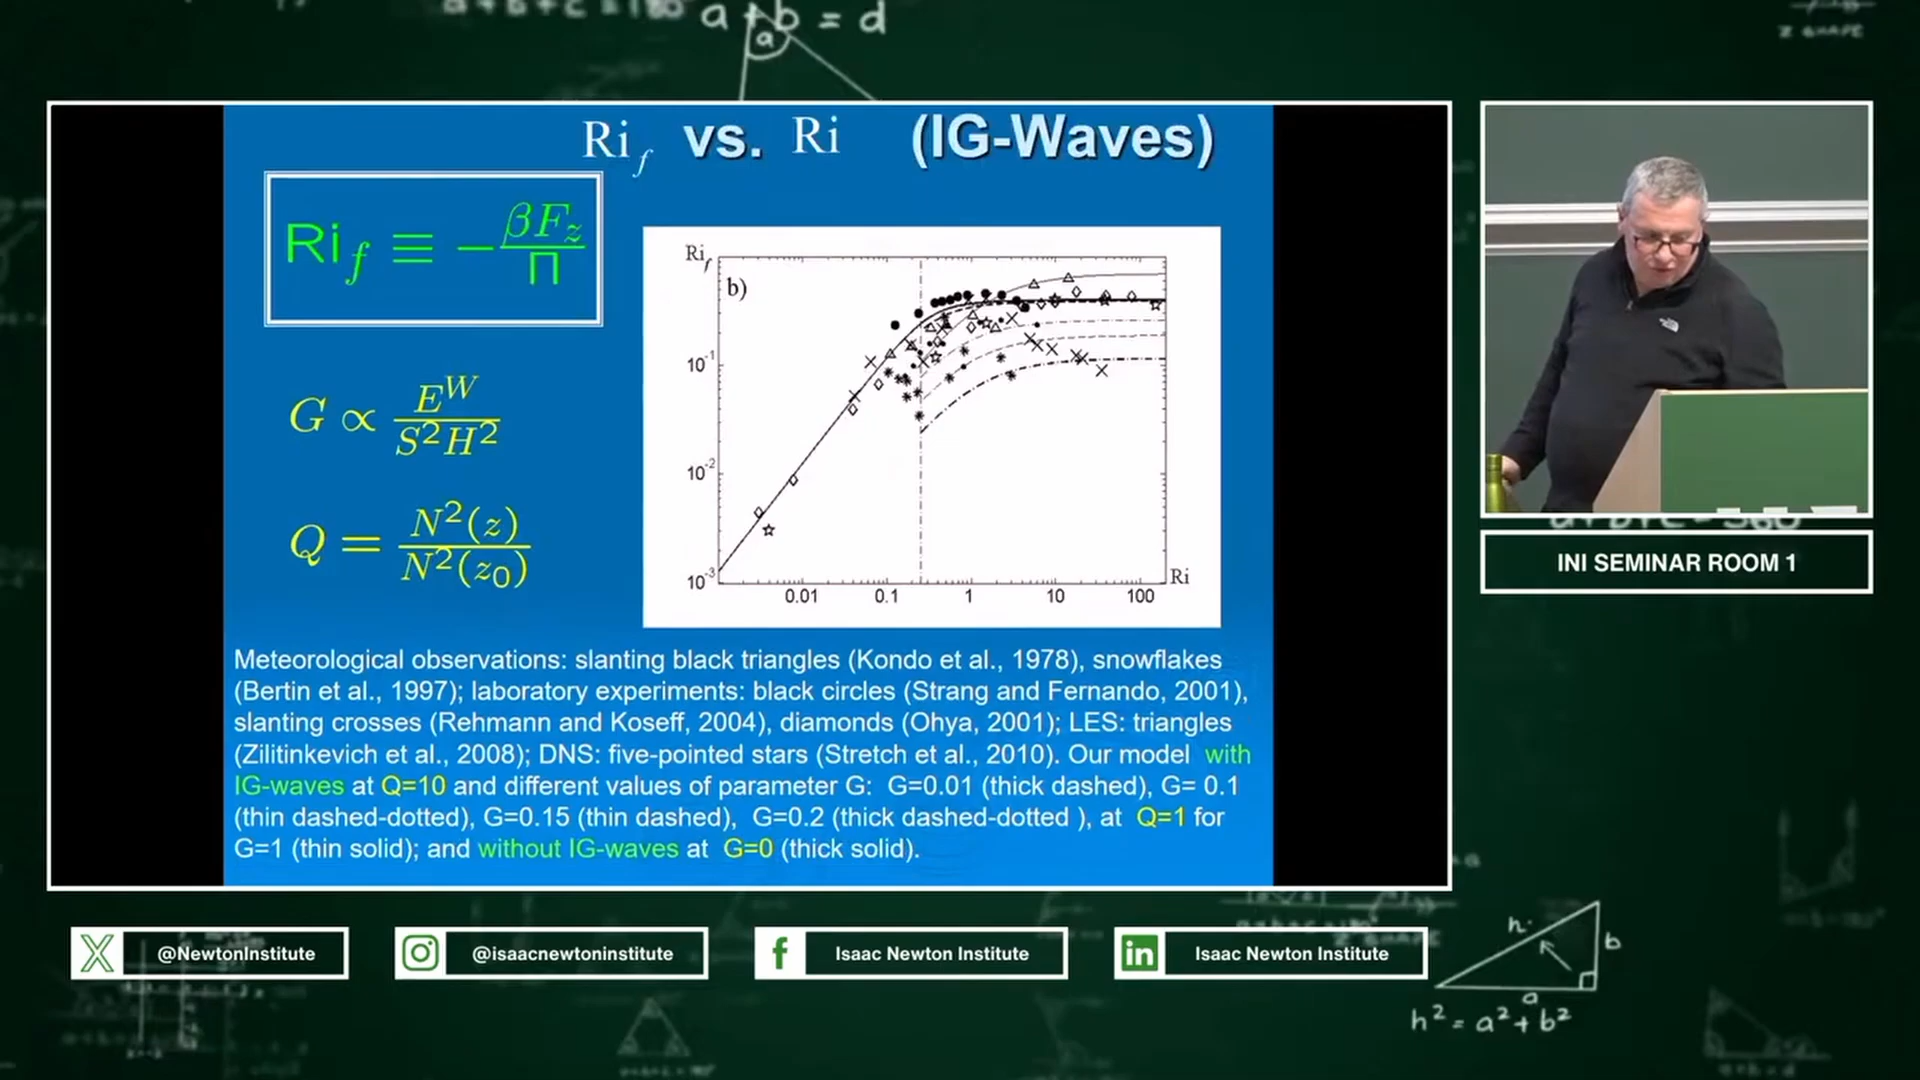 a + b = d
a
Ri_f vs. Ri (IG-Waves)
Ri_f ≡ −βF_z/Π
G ∝ E^W/S²H²
Q = N²(z)/N²(z₀)
Ri_f
b)
10⁻¹
10⁻²
10⁻³
0.01 0.1 1 10 100
Ri
Meteorological observations: slanting black triangles (Kondo et al., 1978), snowflakes
(Bertin et al., 1997); laboratory experiments: black circles (Strang and Fernando, 2001),
slanting crosses (Rehmann and Koseff, 2004), diamonds (Ohya, 2001); LES: triangles
(Zilitinkevich et al., 2008); DNS: five-pointed stars (Stretch et al., 2010). Our model with
IG-waves at Q=10 and different values of parameter G: G=0.01 (thick dashed), G= 0.1
(thin dashed-dotted), G=0.15 (thin dashed), G=0.2 (thick dashed-dotted ), at Q=1 for
G=1 (thin solid); and without IG-waves at G=0 (thick solid).
INI SEMINAR ROOM 1
@NewtonInstitute
@isaacnewtoninstitute
Isaac Newton Institute
Isaac Newton Institute
h
b
a
h² = a² + b²